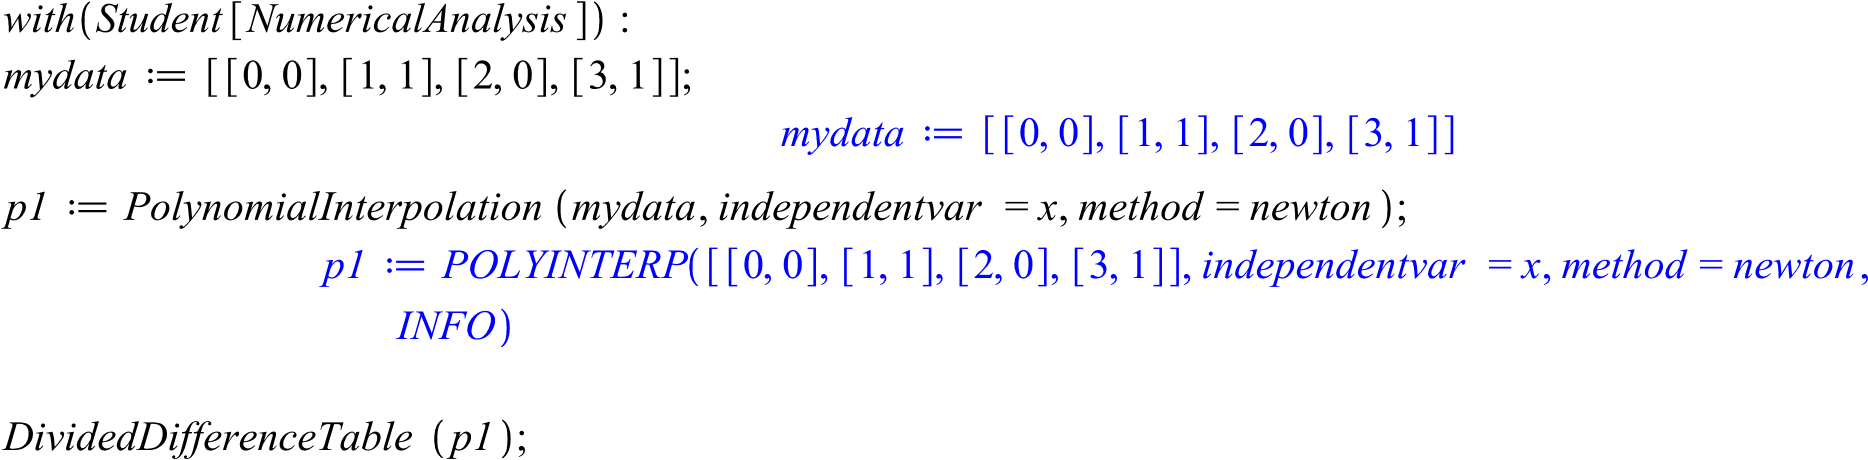 with(Student[NumericalAnalysis]) :
mydata := [[0, 0], [1, 1], [2, 0], [3, 1]];
mydata := [[0, 0], [1, 1], [2, 0], [3, 1]]
p1 := PolynomialInterpolation (mydata, independentvar = x, method = newton);
p1 := POLYINTERP([[0, 0], [1, 1], [2, 0], [3, 1]], independentvar = x, method = newton,
INFO)
DividedDifferenceTable (p1);